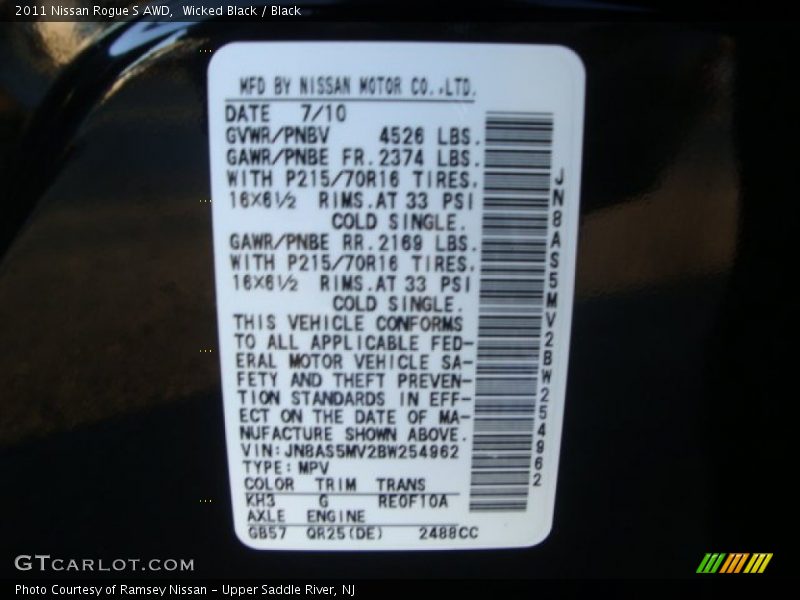 2011 Nissan Rogue S AWD,  Wicked Black / Black
MFD BY NISSAN MOTOR CO.,LTD.
DATE 7/10
GVWR/PNBV 4526 LBS.
GAWR/PNBE FR.2374 LBS.
WITH P215/70R16 TIRES.
16X6½ RIMS.AT 33 PSI
COLD SINGLE.
GAWR/PNBE RR.2169 LBS.
WITH P215/70R16 TIRES.
16X6½ RIMS.AT 33 PSI
COLD SINGLE.
THIS VEHICLE CONFORMS
TO ALL APPLICABLE FED-
ERAL MOTOR VEHICLE SA-
FETY AND THEFT PREVEN-
TION STANDARDS IN EFF-
ECT ON THE DATE OF MA-
NUFACTURE SHOWN ABOVE.
VIN:JN8AS5MV2BW254962
TYPE:MPV
COLOR TRIM TRANS
KH3 G RE0F10A
AXLE ENGINE
GB57 QR25(DE) 2488CC
JN8AS5MV2BW254962
GTCARLOT.COM
Photo Courtesy of Ramsey Nissan - Upper Saddle River, NJ